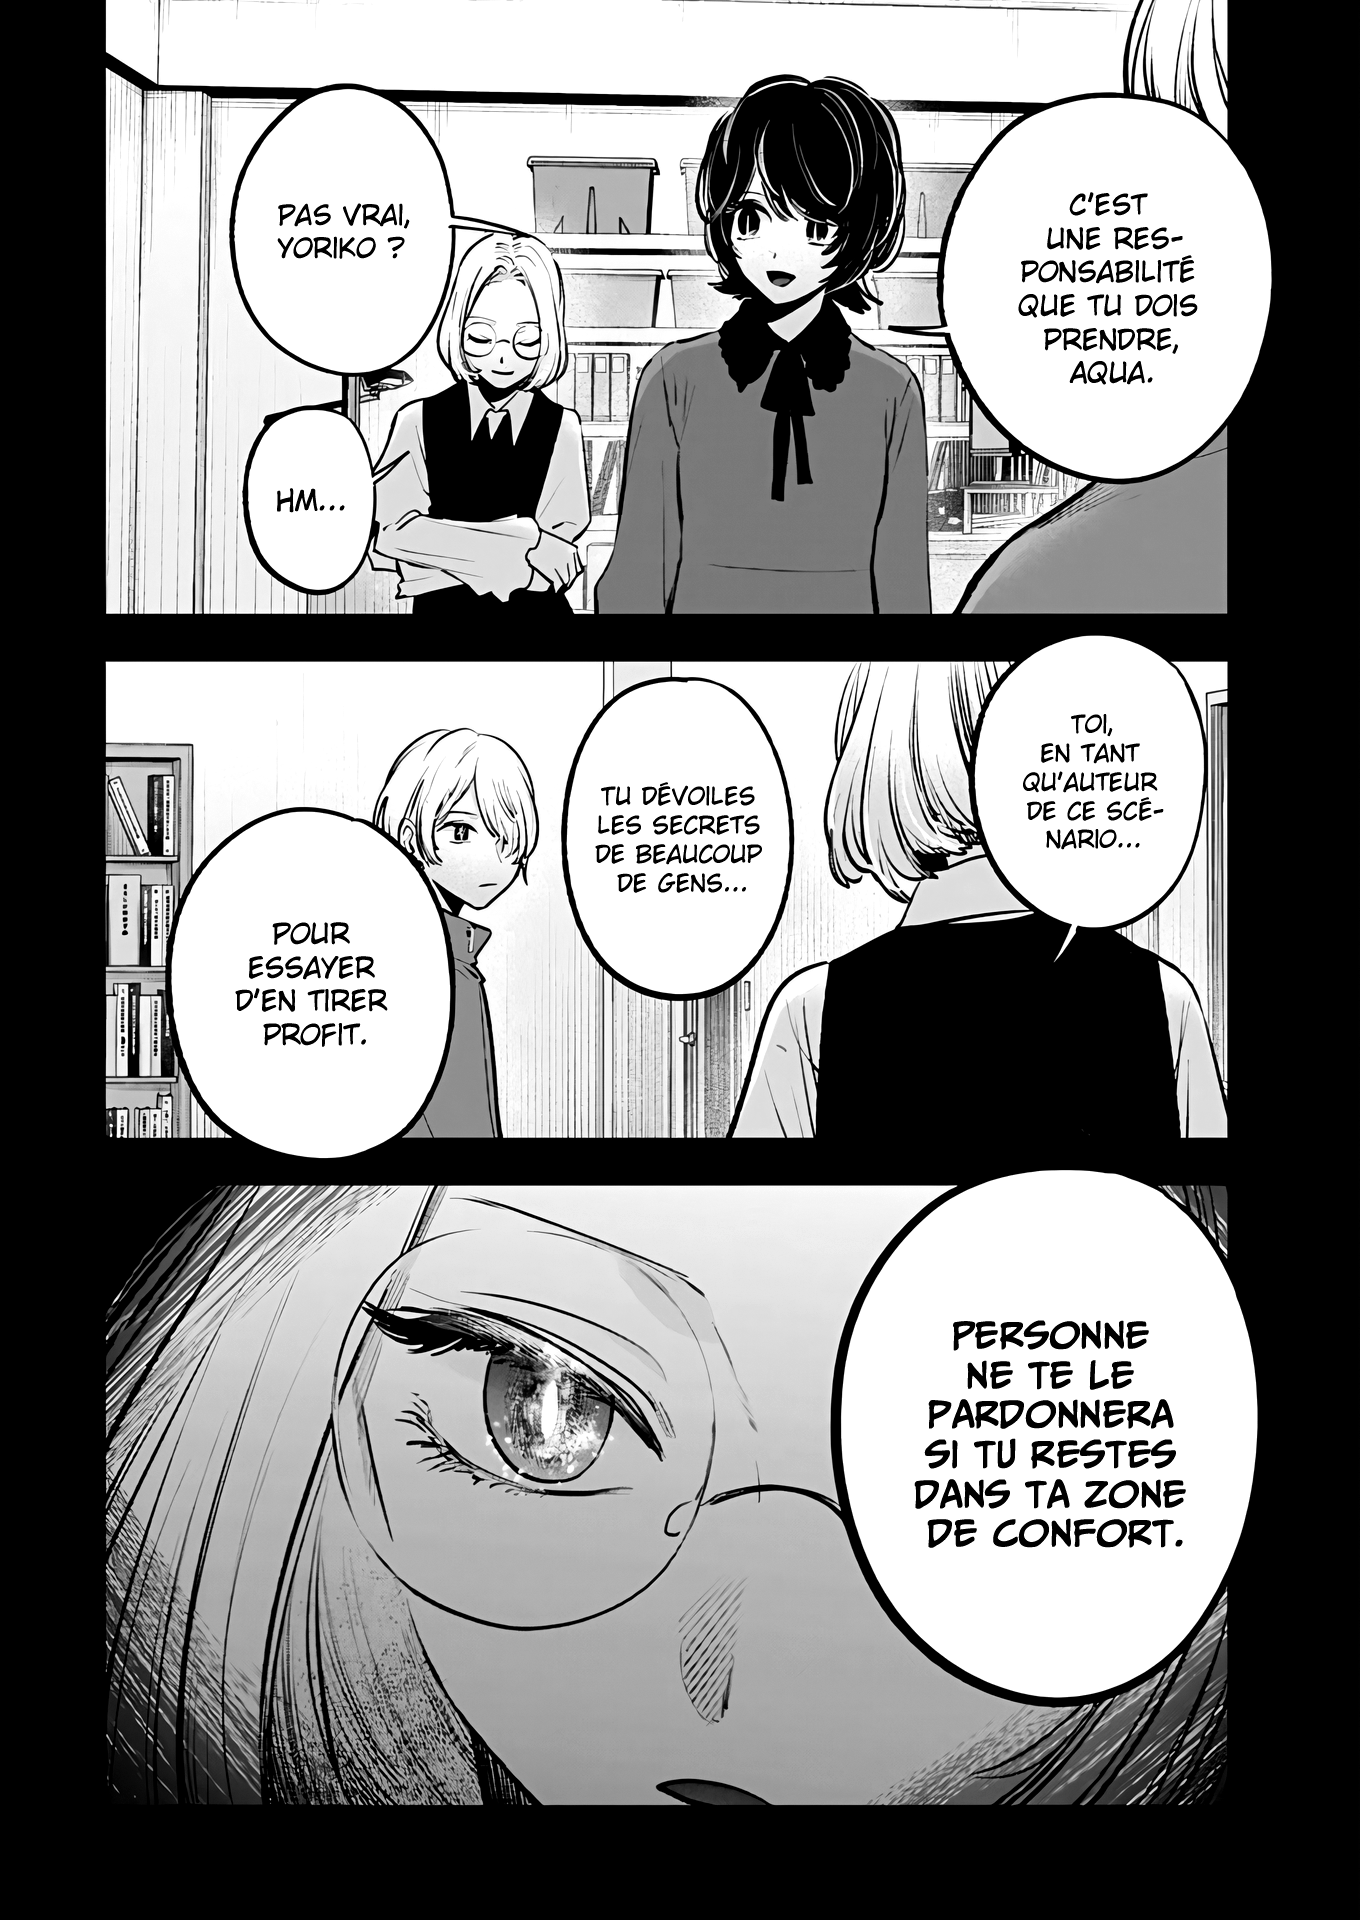 C'EST
UNE RES-
PONSABILITÉ
QUE TU DOIS
PRENDRE,
AQUA.
PAS VRAI,
YORIKO ?
HM...
TOI,
EN TANT
QU'AUTEUR
DE CE SCÉ-
NARIO...
TU DÉVOILES
LES SECRETS
DE BEAUCOUP
DE GENS...
POUR
ESSAYER
D'EN TIRER
PROFIT.
PERSONNE
NE TE LE
PARDONNERA
SI TU RESTES
DANS TA ZONE
DE CONFORT.